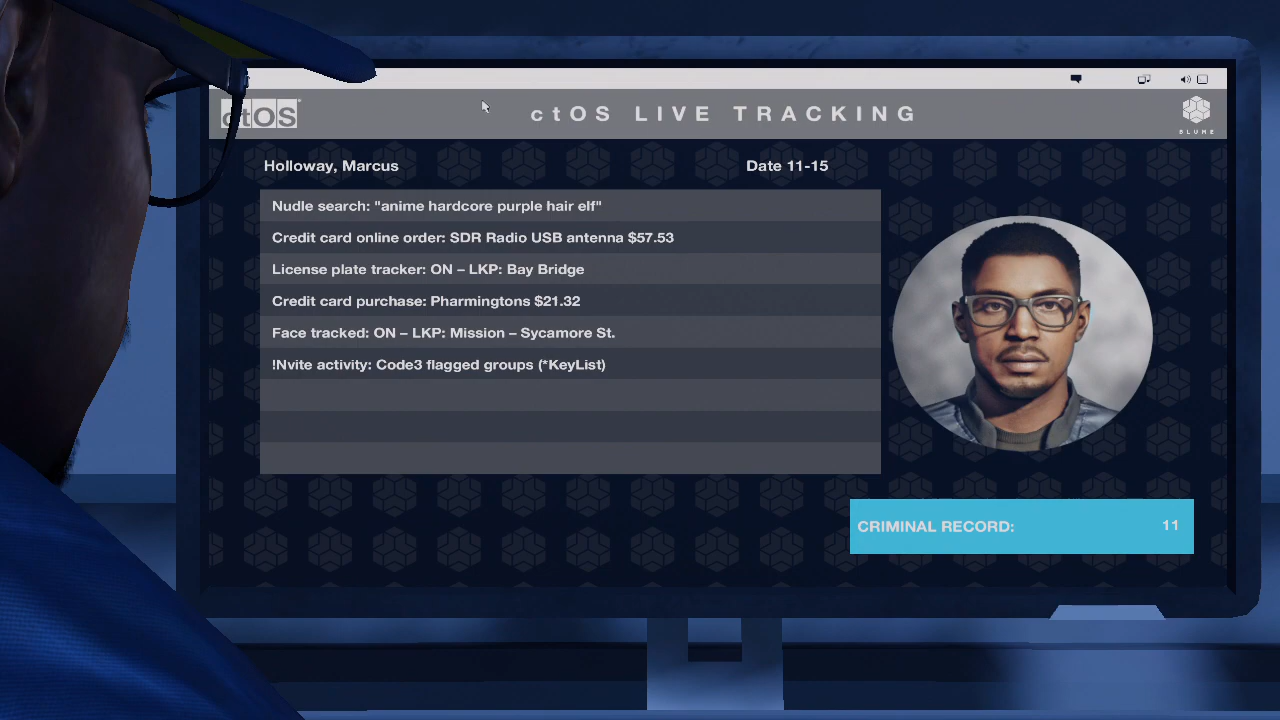 ctOS
ctOS LIVE TRACKING
BLUME
Holloway, Marcus
Date 11-15
Nudle search: "anime hardcore purple hair elf"
Credit card online order: SDR Radio USB antenna $57.53
License plate tracker: ON – LKP: Bay Bridge
Credit card purchase: Pharmingtons $21.32
Face tracked: ON – LKP: Mission – Sycamore St.
!Nvite activity: Code3 flagged groups (*KeyList)
CRIMINAL RECORD: 11